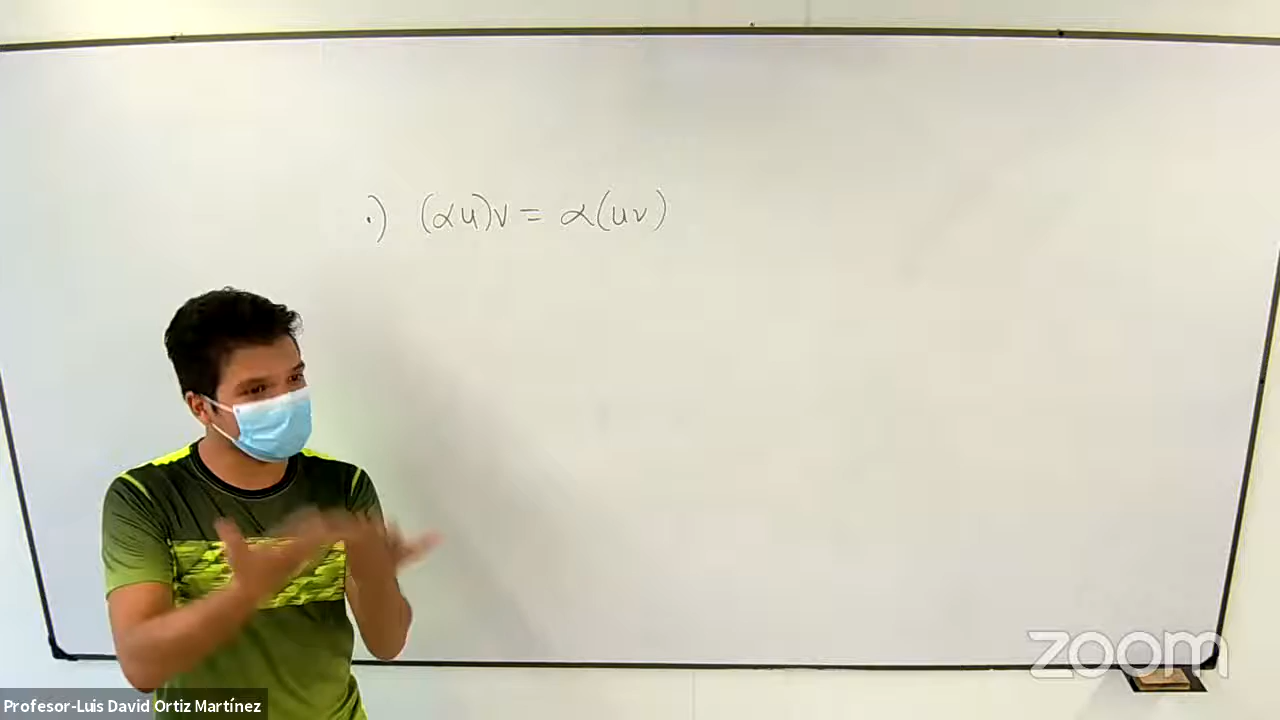 .) (αu)v = α(uv)
zoom
Profesor-Luis David Ortiz Martínez